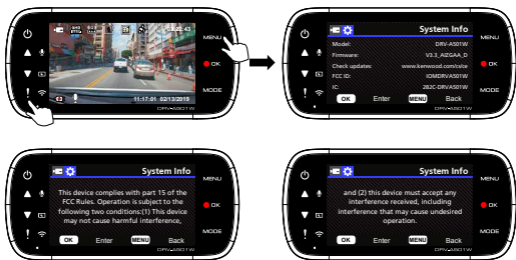 MENU
OK
MODE
11:17:01 02/13/2019
DRV-A501W
System Info
Model: DRV-A501W
Firmware: V3.3_AIZGAA_D
Check updates: www.kenwood.com/cs/ce
FCC ID: IOMDRVA501W
IC: 282C-DRVA501W
OK Enter MENU Back
MENU
OK
MODE
DRV-A501W
System Info
This device complies with part 15 of the
FCC Rules. Operation is subject to the
following two conditions:(1) This device
may not cause harmful interference,
OK Enter MENU Back
MENU
OK
MODE
DRV-A501W
System Info
and (2) this device must accept any
interference received, including
interference that may cause undesired
operation.
OK Enter MENU Back
MENU
OK
MODE
DRV-A501W